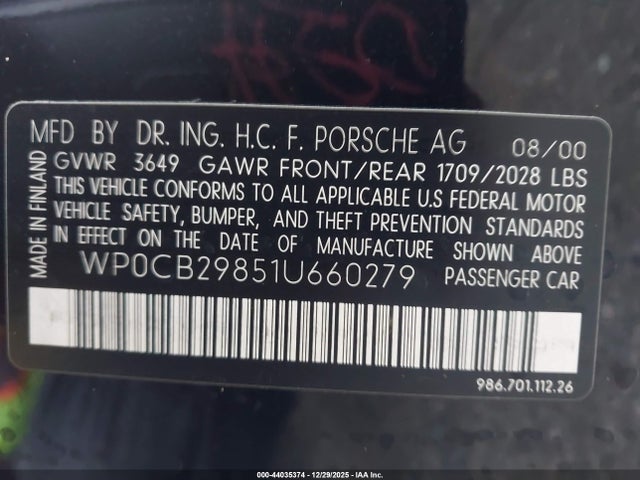 MFD BY DR. ING. H.C. F. PORSCHE AG 08/00
GVWR 3649 GAWR FRONT/REAR 1709/2028 LBS
THIS VEHICLE CONFORMS TO ALL APPLICABLE U.S FEDERAL MOTOR
VEHICLE SAFETY, BUMPER, AND THEFT PREVENTION STANDARDS
IN EFFECT ON THE DATE OF MANUFACTURE SHOWN ABOVE
WP0CB29851U660279 PASSENGER CAR
MADE IN FINLAND
986.701.112.26
000-44035374 | 12/29/2025 | IAA Inc.